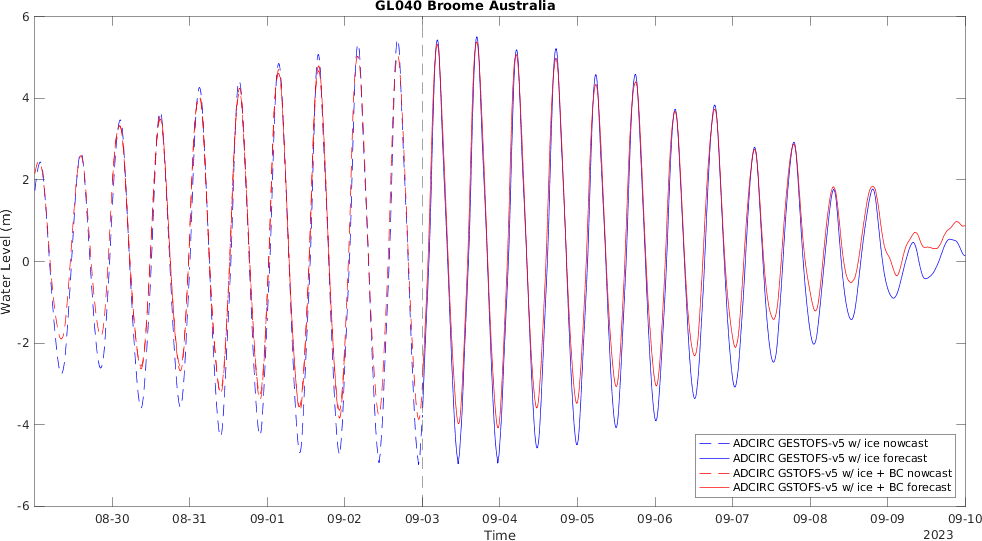 GL040 Broome Australia
6
4
2
0
-2
-4
-6
Water Level (m)
ADCIRC GESTOFS-v5 w/ ice nowcast
ADCIRC GESTOFS-v5 w/ ice forecast
ADCIRC GSTOFS-v5 w/ ice + BC nowcast
ADCIRC GSTOFS-v5 w/ ice + BC forecast
08-30 08-31 09-01 09-02 09-03 09-04 09-05 09-06 09-07 09-08 09-09 09-10
Time
2023